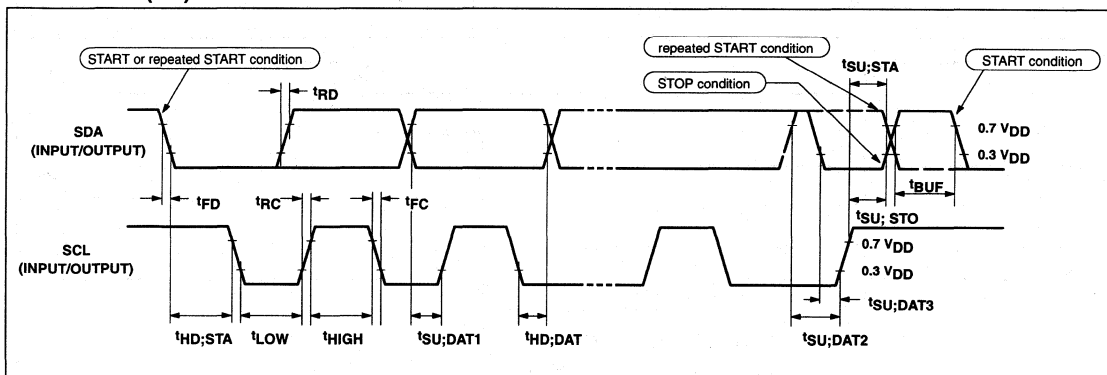 START or repeated START condition
repeated START condition
START condition
STOP condition
tSU;STA
tRD
SDA
(INPUT/OUTPUT)
0.7 VDD
0.3 VDD
tFD
tRC
tFC
tBUF
tSU; STO
SCL
(INPUT/OUTPUT)
0.7 VDD
0.3 VDD
tSU;DAT3
tHD;STA
tLOW
tHIGH
tSU;DAT1
tHD;DAT
tSU;DAT2